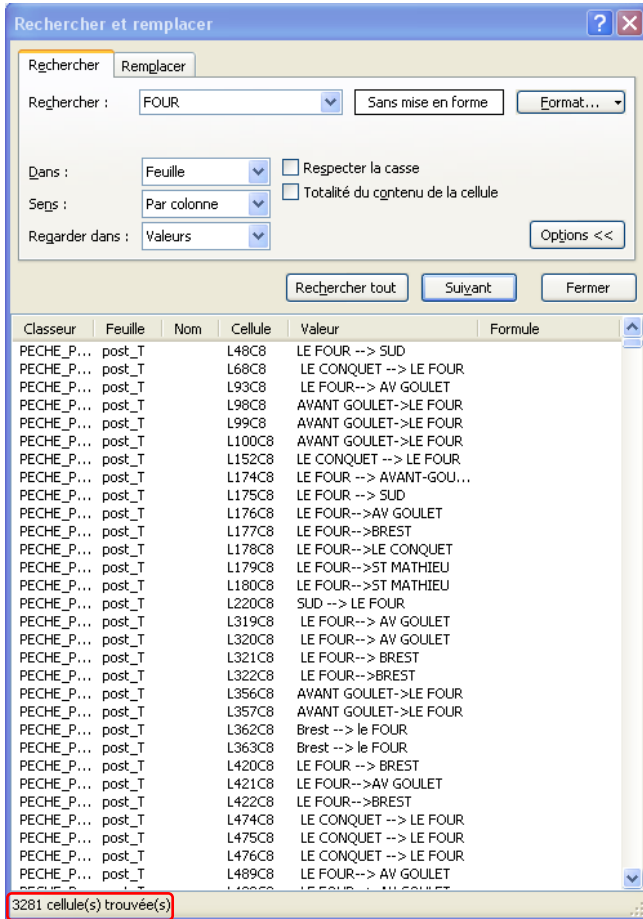 Rechercher et remplacer
Rechercher Remplacer
Rechercher : FOUR Sans mise en forme Format...
Dans : Feuille Respecter la casse
Totalité du contenu de la cellule
Sens : Par colonne
Regarder dans : Valeurs Options <<
Rechercher tout Suivant Fermer
Classeur Feuille Nom Cellule Valeur Formule
PECHE_P... post_T L48C8 LE FOUR --> SUD
PECHE_P... post_T L68C8 LE CONQUET --> LE FOUR
PECHE_P... post_T L93C8 LE FOUR--> AV GOULET
PECHE_P... post_T L98C8 AVANT GOULET->LE FOUR
PECHE_P... post_T L99C8 AVANT GOULET->LE FOUR
PECHE_P... post_T L100C8 AVANT GOULET->LE FOUR
PECHE_P... post_T L152C8 LE CONQUET --> LE FOUR
PECHE_P... post_T L174C8 LE FOUR --> AVANT-GOU...
PECHE_P... post_T L175C8 LE FOUR --> SUD
PECHE_P... post_T L176C8 LE FOUR-->AV GOULET
PECHE_P... post_T L177C8 LE FOUR-->BREST
PECHE_P... post_T L178C8 LE FOUR-->LE CONQUET
PECHE_P... post_T L179C8 LE FOUR-->ST MATHIEU
PECHE_P... post_T L180C8 LE FOUR-->ST MATHIEU
PECHE_P... post_T L220C8 SUD --> LE FOUR
PECHE_P... post_T L319C8 LE FOUR--> AV GOULET
PECHE_P... post_T L320C8 LE FOUR--> AV GOULET
PECHE_P... post_T L321C8 LE FOUR--> BREST
PECHE_P... post_T L322C8 LE FOUR-->BREST
PECHE_P... post_T L356C8 AVANT GOULET->LE FOUR
PECHE_P... post_T L357C8 AVANT GOULET->LE FOUR
PECHE_P... post_T L362C8 Brest --> le FOUR
PECHE_P... post_T L363C8 Brest --> le FOUR
PECHE_P... post_T L420C8 LE FOUR --> BREST
PECHE_P... post_T L421C8 LE FOUR-->AV GOULET
PECHE_P... post_T L422C8 LE FOUR-->BREST
PECHE_P... post_T L474C8 LE CONQUET --> LE FOUR
PECHE_P... post_T L475C8 LE CONQUET --> LE FOUR
PECHE_P... post_T L476C8 LE CONQUET --> LE FOUR
PECHE_P... post_T L489C8 LE FOUR--> AV GOULET
3281 cellule(s) trouvée(s)